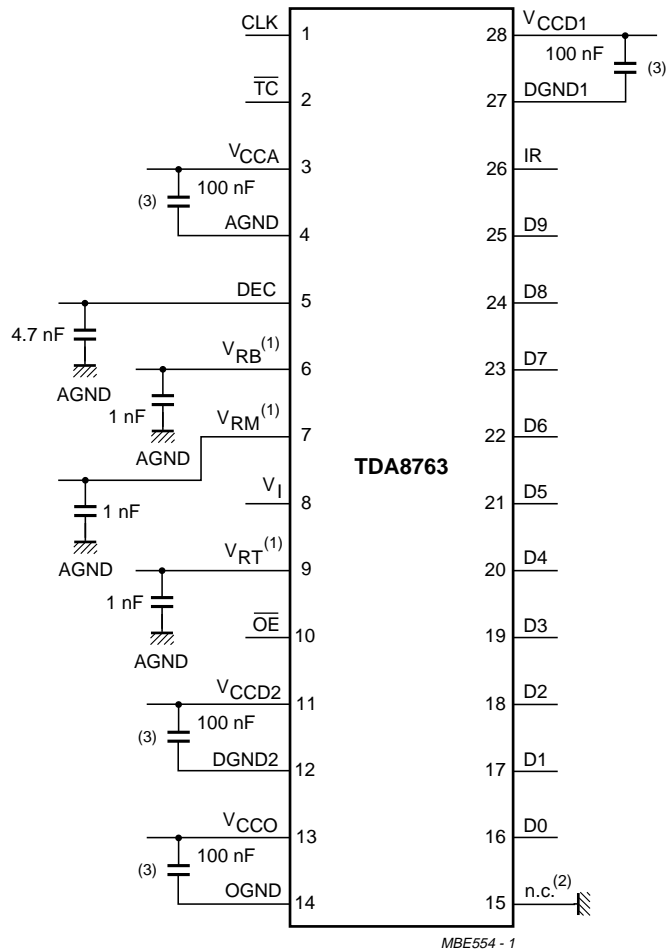 CLK 1 28 VCCD1
100 nF (3)
TC 2 27 DGND1
VCCA 3 26 IR
(3) 100 nF
AGND 4 25 D9
DEC 5 24 D8
4.7 nF
AGND
VRB(1) 6 23 D7
1 nF
AGND
VRM(1) 7 22 D6
TDA8763
1 nF
AGND
VI 8 21 D5
VRT(1) 9 20 D4
1 nF
AGND
OE 10 19 D3
VCCD2 11 18 D2
(3) 100 nF
DGND2 12 17 D1
VCCO 13 16 D0
(3) 100 nF
OGND 14 15 n.c.(2)
MBE554 - 1